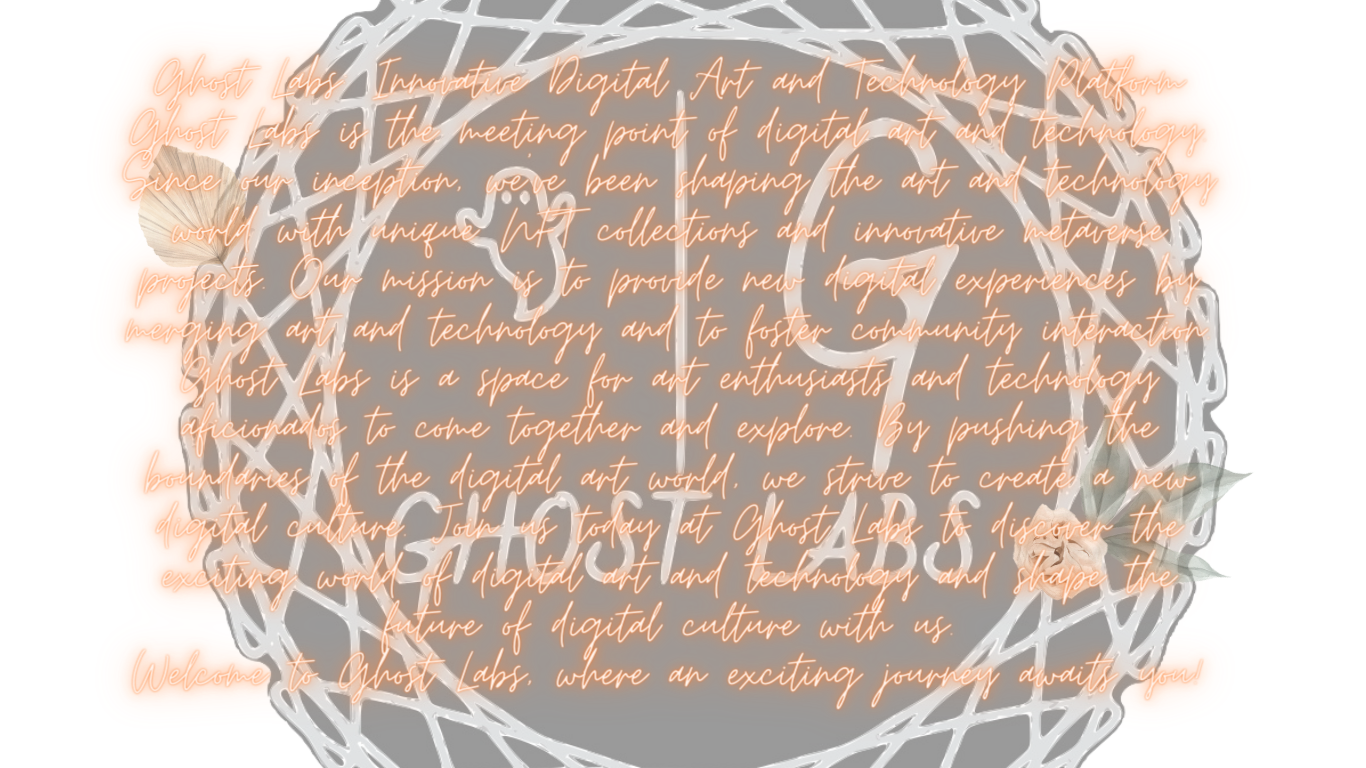 Ghost Labs Innovative Digital Art and Technology Platform
Ghost Labs is the meeting point of digital art and technology.
Since our inception, we've been shaping the art and technology
world with unique NFT collections and innovative metaverse
projects. Our mission is to provide new digital experiences by
merging art and technology and to foster community interaction
Ghost Labs is a space for art enthusiasts and technology
aficionados to come together and explore. By pushing the
boundaries of the digital art world, we strive to create a new
digital culture. Join us today at Ghost Labs to discover the
exciting world of digital art and technology and shape the
future of digital culture with us.
Welcome to Ghost Labs, where an exciting journey awaits you!
G
GHOST LABS